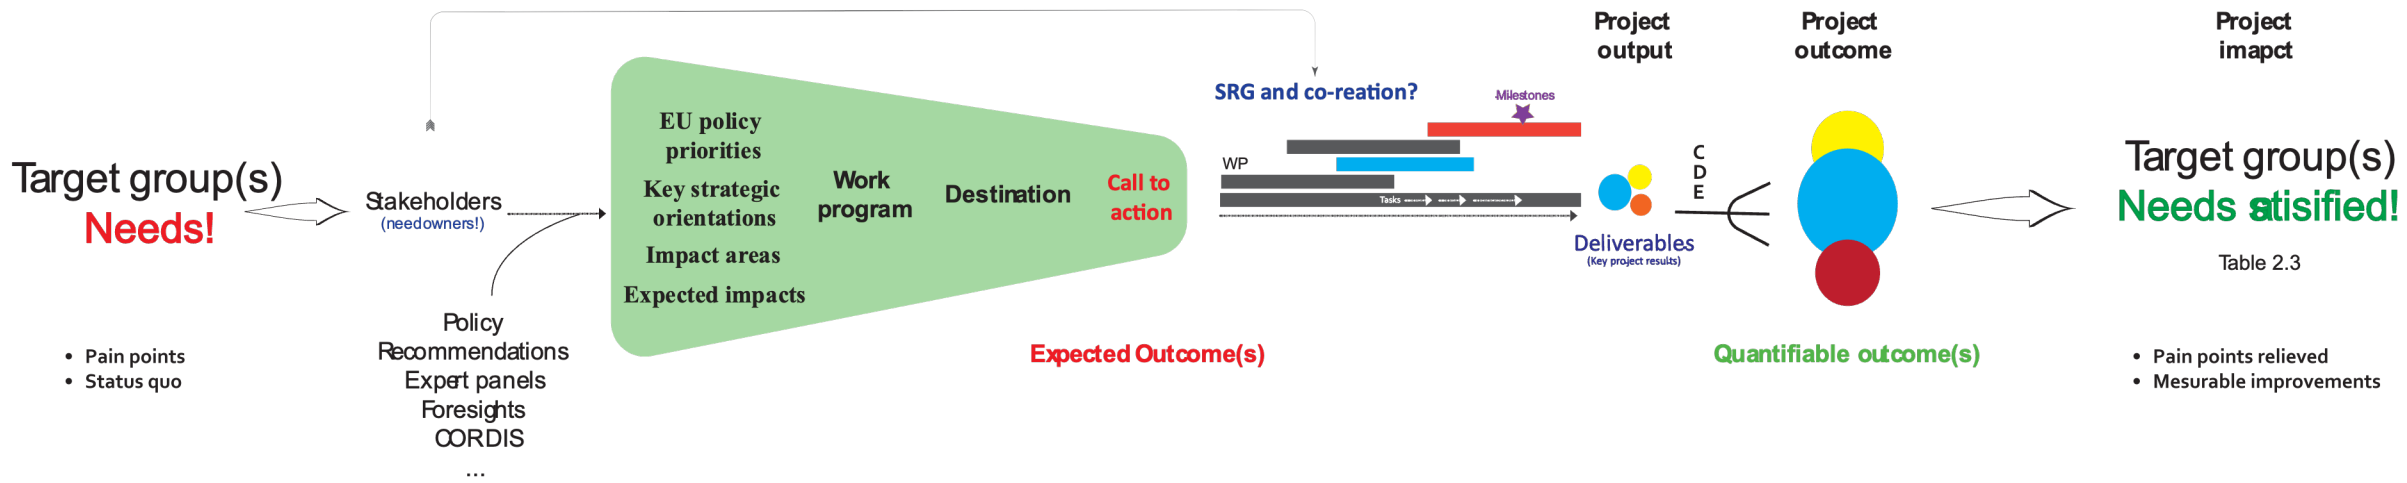 Target group(s)
Needs!
Pain points
Status quo
Stakeholders
(needowners!)
Policy
Recommendations
Expert panels
Foresights
CORDIS
...
EU policy
priorities
Key strategic
orientations
Impact areas
Expected impacts
Work
program
Destination
Call to
action
Expected Outcome(s)
SRG and co-reation?
Milestones
WP
Tasks
Project
output
Deliverables
(Key project results)
C
D
E
Project
outcome
Quantifiable outcome(s)
Project
imapct
Target group(s)
Needs satisified!
Table 2.3
Pain points relieved
Mesurable improvements